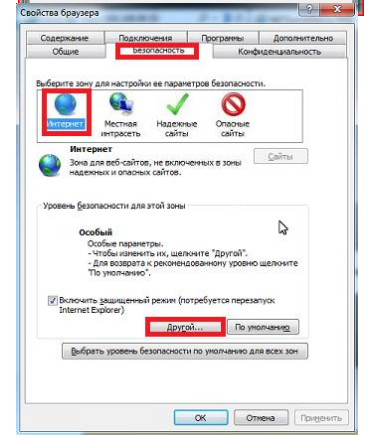 Свойства браузера
Содержание Подключения Программы Дополнительно
Общие Безопасность Конфиденциальность
Выберите зону для настройки ее параметров безопасности.
Интернет Местная интрасеть Надежные сайты Опасные сайты
Интернет
Зона для веб-сайтов, не включенных в зоны
надежных и опасных сайтов.
Сайты
Уровень безопасности для этой зоны
Особый
Особые параметры.
- Чтобы изменить их, щелкните "Другой".
- Для возврата к рекомендованному уровню щелкните
"По умолчанию".
Включить защищенный режим (потребуется перезапуск
Internet Explorer)
Другой... По умолчанию
Выбрать уровень безопасности по умолчанию для всех зон
ОК Отмена Применить